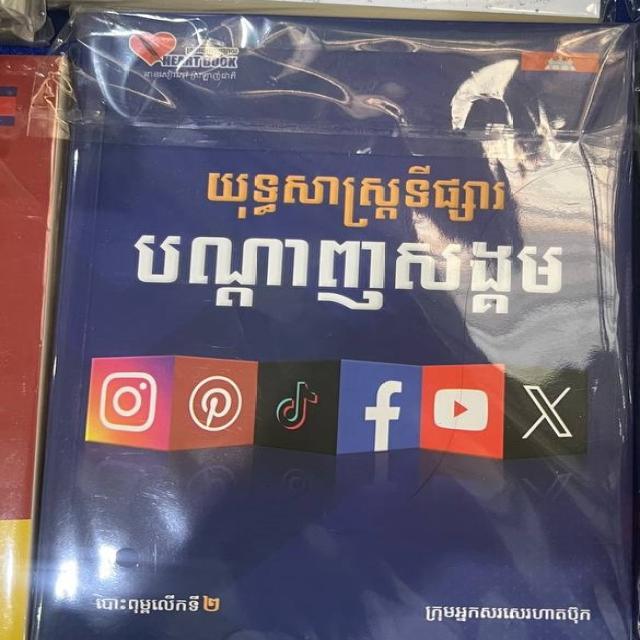 HEART BOOK
យុទ្ធសាស្ត្រទីផ្សារ
បណ្ដាញសង្គម
បោះពុម្ពលើកទី ២
ក្រុមអ្នកសរសេរហាតប៊ុក